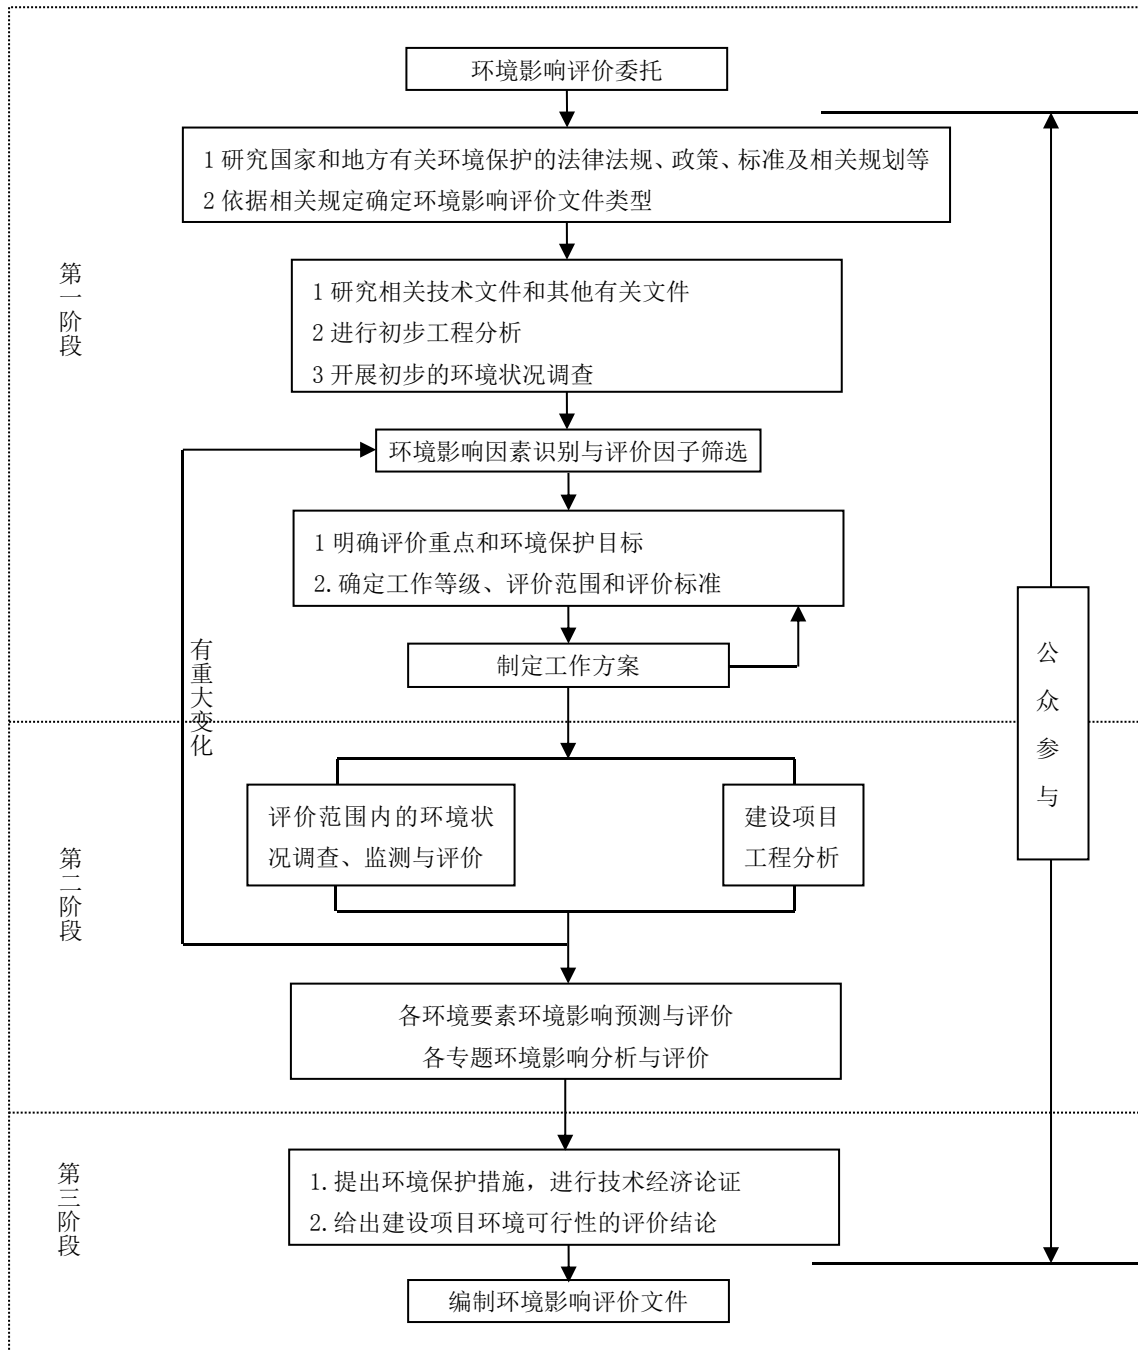 环境影响评价委托
1 研究国家和地方有关环境保护的法律法规、政策、标准及相关规划等
2 依据相关规定确定环境影响评价文件类型
第一阶段
1 研究相关技术文件和其他有关文件
2 进行初步工程分析
3 开展初步的环境状况调查
环境影响因素识别与评价因子筛选
1 明确评价重点和环境保护目标
2.确定工作等级、评价范围和评价标准
制定工作方案
有重大变化
公众参与
评价范围内的环境状
况调查、监测与评价
建设项目
工程分析
第二阶段
各环境要素环境影响预测与评价
各专题环境影响分析与评价
第三阶段
1.提出环境保护措施，进行技术经济论证
2.给出建设项目环境可行性的评价结论
编制环境影响评价文件